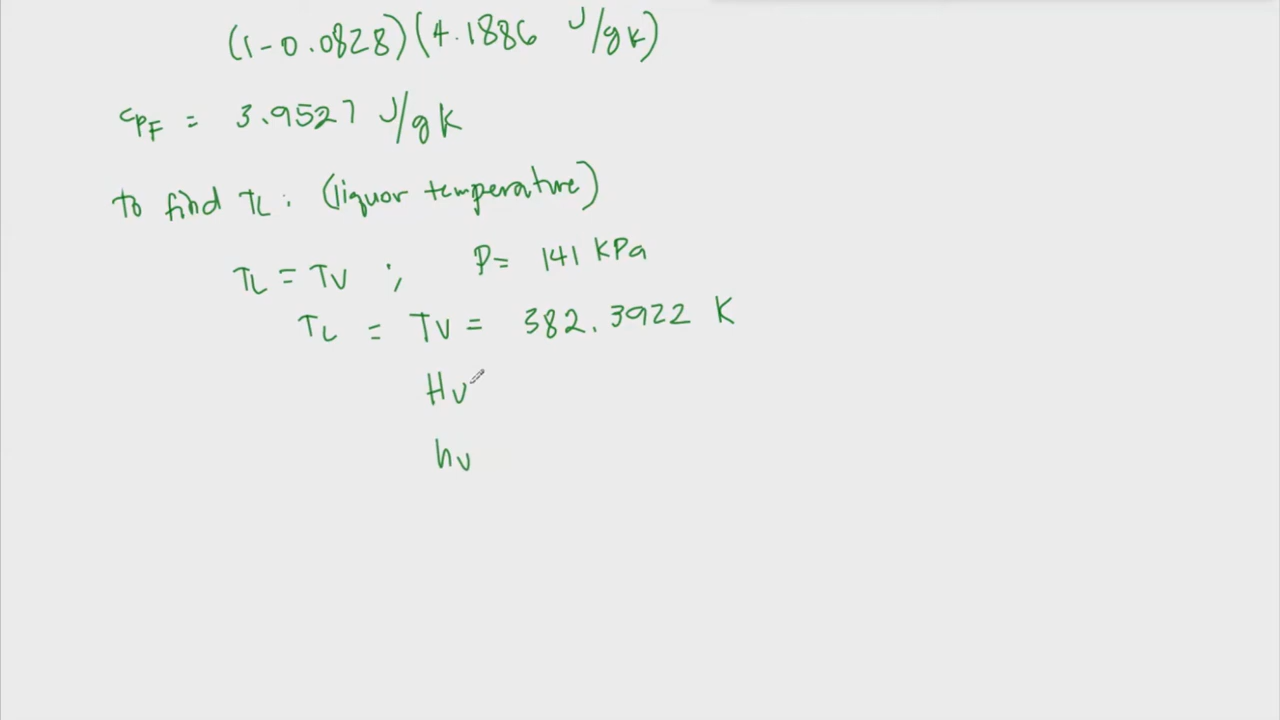 (1-0.0828)(4.1886 J/gK)
CPF = 3.9527 J/gK
to find TL: (liquor temperature)
TL = TV ; P= 141 KPa
TL = TV = 382.3922 K
HV
hv